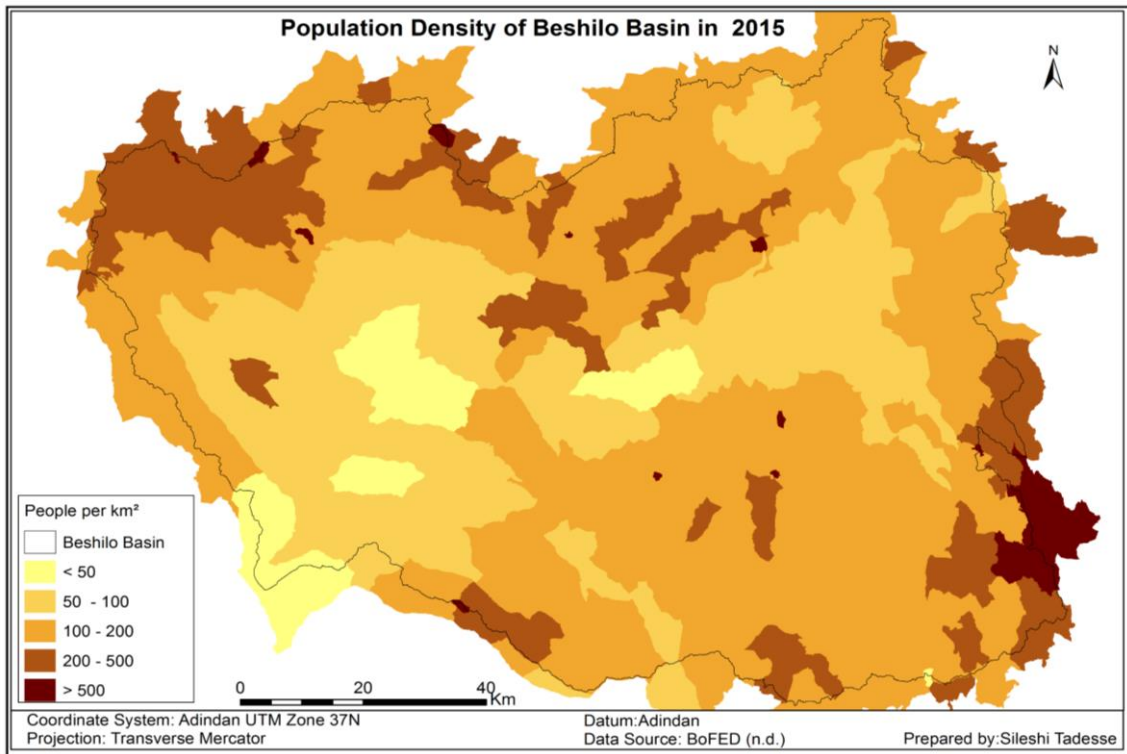 Population Density of Beshilo Basin in 2015
N
People per km²
Beshilo Basin
< 50
50 - 100
100 - 200
200 - 500
> 500
0 20 40 Km
Coordinate System: Adindan UTM Zone 37N
Projection: Transverse Mercator
Datum:Adindan
Data Source: BoFED (n.d.)
Prepared by:Sileshi Tadesse